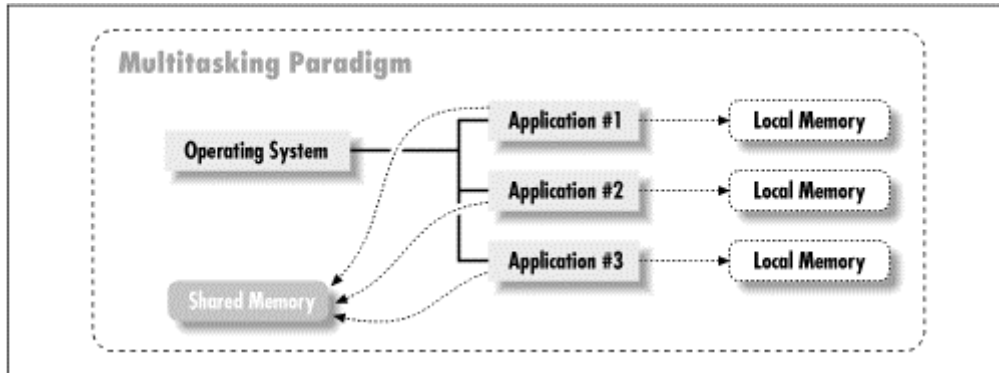 Multitasking Paradigm
Operating System
Application #1
Local Memory
Application #2
Local Memory
Application #3
Local Memory
Shared Memory